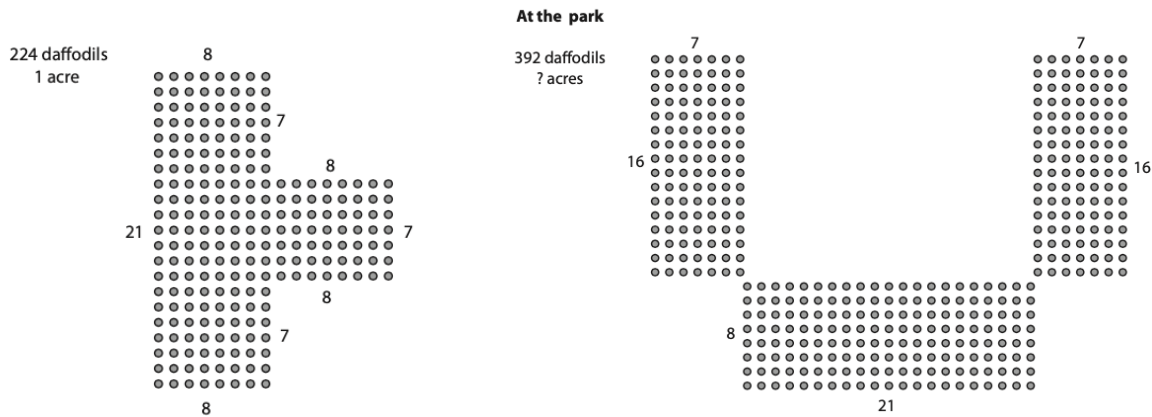 At the park
224 daffodils
1 acre
8
7
8
21
7
8
7
8
392 daffodils
? acres
7
7
16
16
8
21